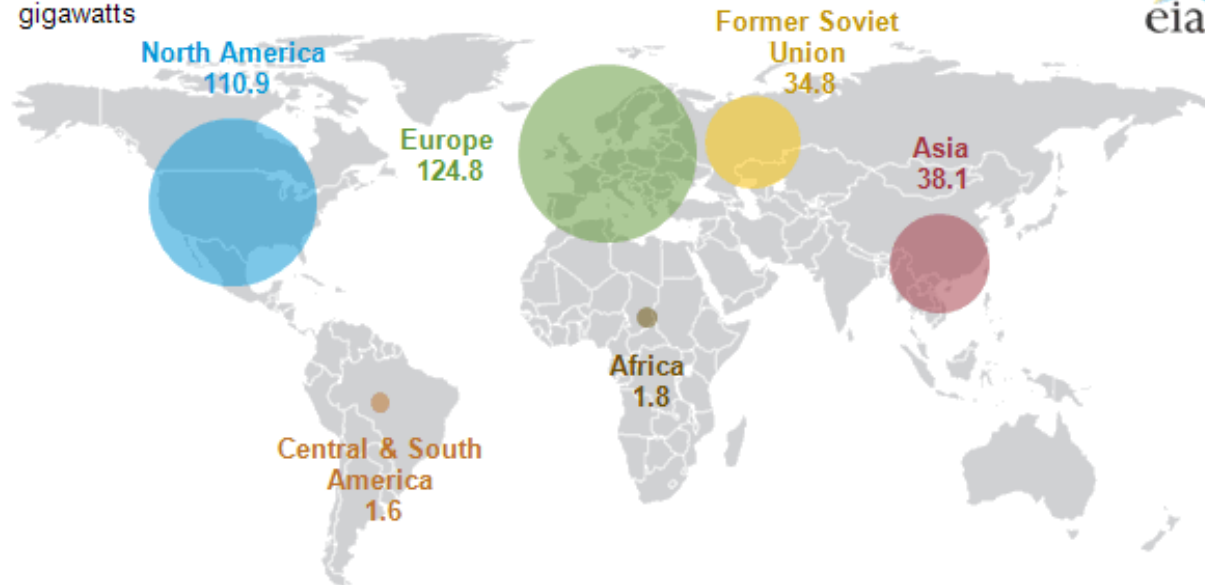 gigawatts
eia
North America
110.9
Europe
124.8
Former Soviet
Union
34.8
Asia
38.1
Africa
1.8
Central & South
America
1.6